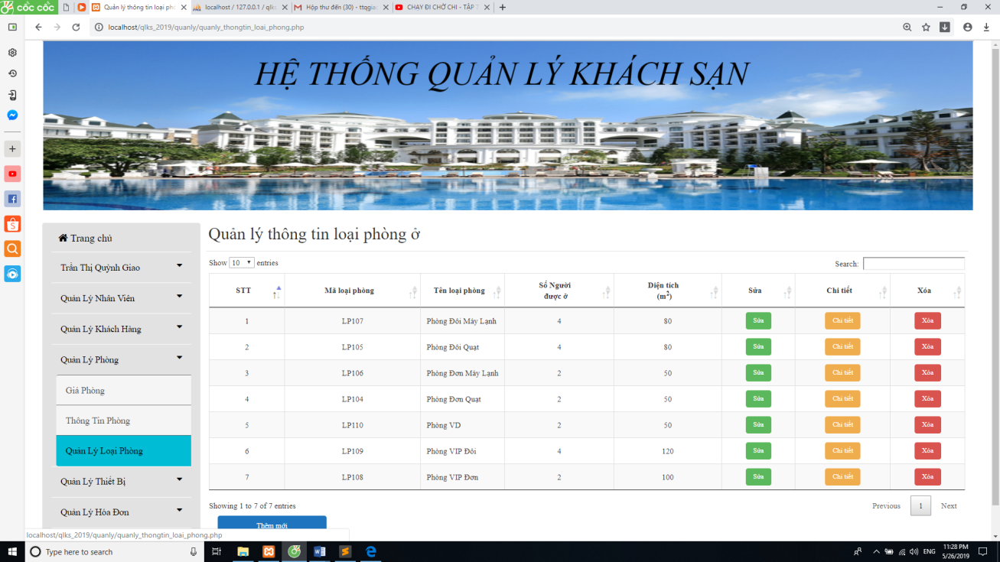 cốc cốc
Quản lý thông tin loại phò
localhost / 127.0.0.1 / qlks
Hộp thư đến (30) - ttqgiao
CHẠY ĐI CHỜ CHI - TẬP 7
localhost/qlks_2019/quanly/quanly_thongtin_loai_phong.php
HỆ THỐNG QUẢN LÝ KHÁCH SẠN
Trang chủ
Trần Thị Quỳnh Giao
Quản Lý Nhân Viên
Quản Lý Khách Hàng
Quản Lý Phòng
Giá Phòng
Thông Tin Phòng
Quản Lý Loại Phòng
Quản Lý Thiết Bị
Quản Lý Hóa Đơn
Quản lý thông tin loại phòng ở
Show 10 entries
Search:
STT Mã loại phòng Tên loại phòng Số Người được ở Diện tích (m2) Sửa Chi tiết Xóa
1 LP107 Phòng Đôi Máy Lạnh 4 80 Sửa Chi tiết Xóa
2 LP105 Phòng Đôi Quạt 4 80 Sửa Chi tiết Xóa
3 LP106 Phòng Đơn Máy Lạnh 2 50 Sửa Chi tiết Xóa
4 LP104 Phòng Đơn Quạt 2 50 Sửa Chi tiết Xóa
5 LP110 Phòng VD 2 50 Sửa Chi tiết Xóa
6 LP109 Phòng VIP Đôi 4 120 Sửa Chi tiết Xóa
7 LP108 Phòng VIP Đơn 2 100 Sửa Chi tiết Xóa
Showing 1 to 7 of 7 entries
Previous 1 Next
Thêm mới
localhost/qlks_2019/quanly/quanly_thongtin_loai_phong.php
Type here to search
ENG
11:28 PM
5/26/2019